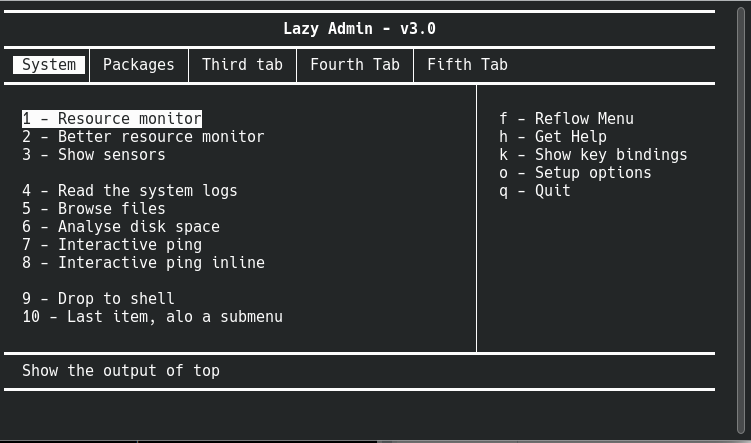 Lazy Admin - v3.0
System Packages Third tab Fourth Tab Fifth Tab
1 - Resource monitor
2 - Better resource monitor
3 - Show sensors
4 - Read the system logs
5 - Browse files
6 - Analyse disk space
7 - Interactive ping
8 - Interactive ping inline
9 - Drop to shell
10 - Last item, alo a submenu
f - Reflow Menu
h - Get Help
k - Show key bindings
o - Setup options
q - Quit
Show the output of top